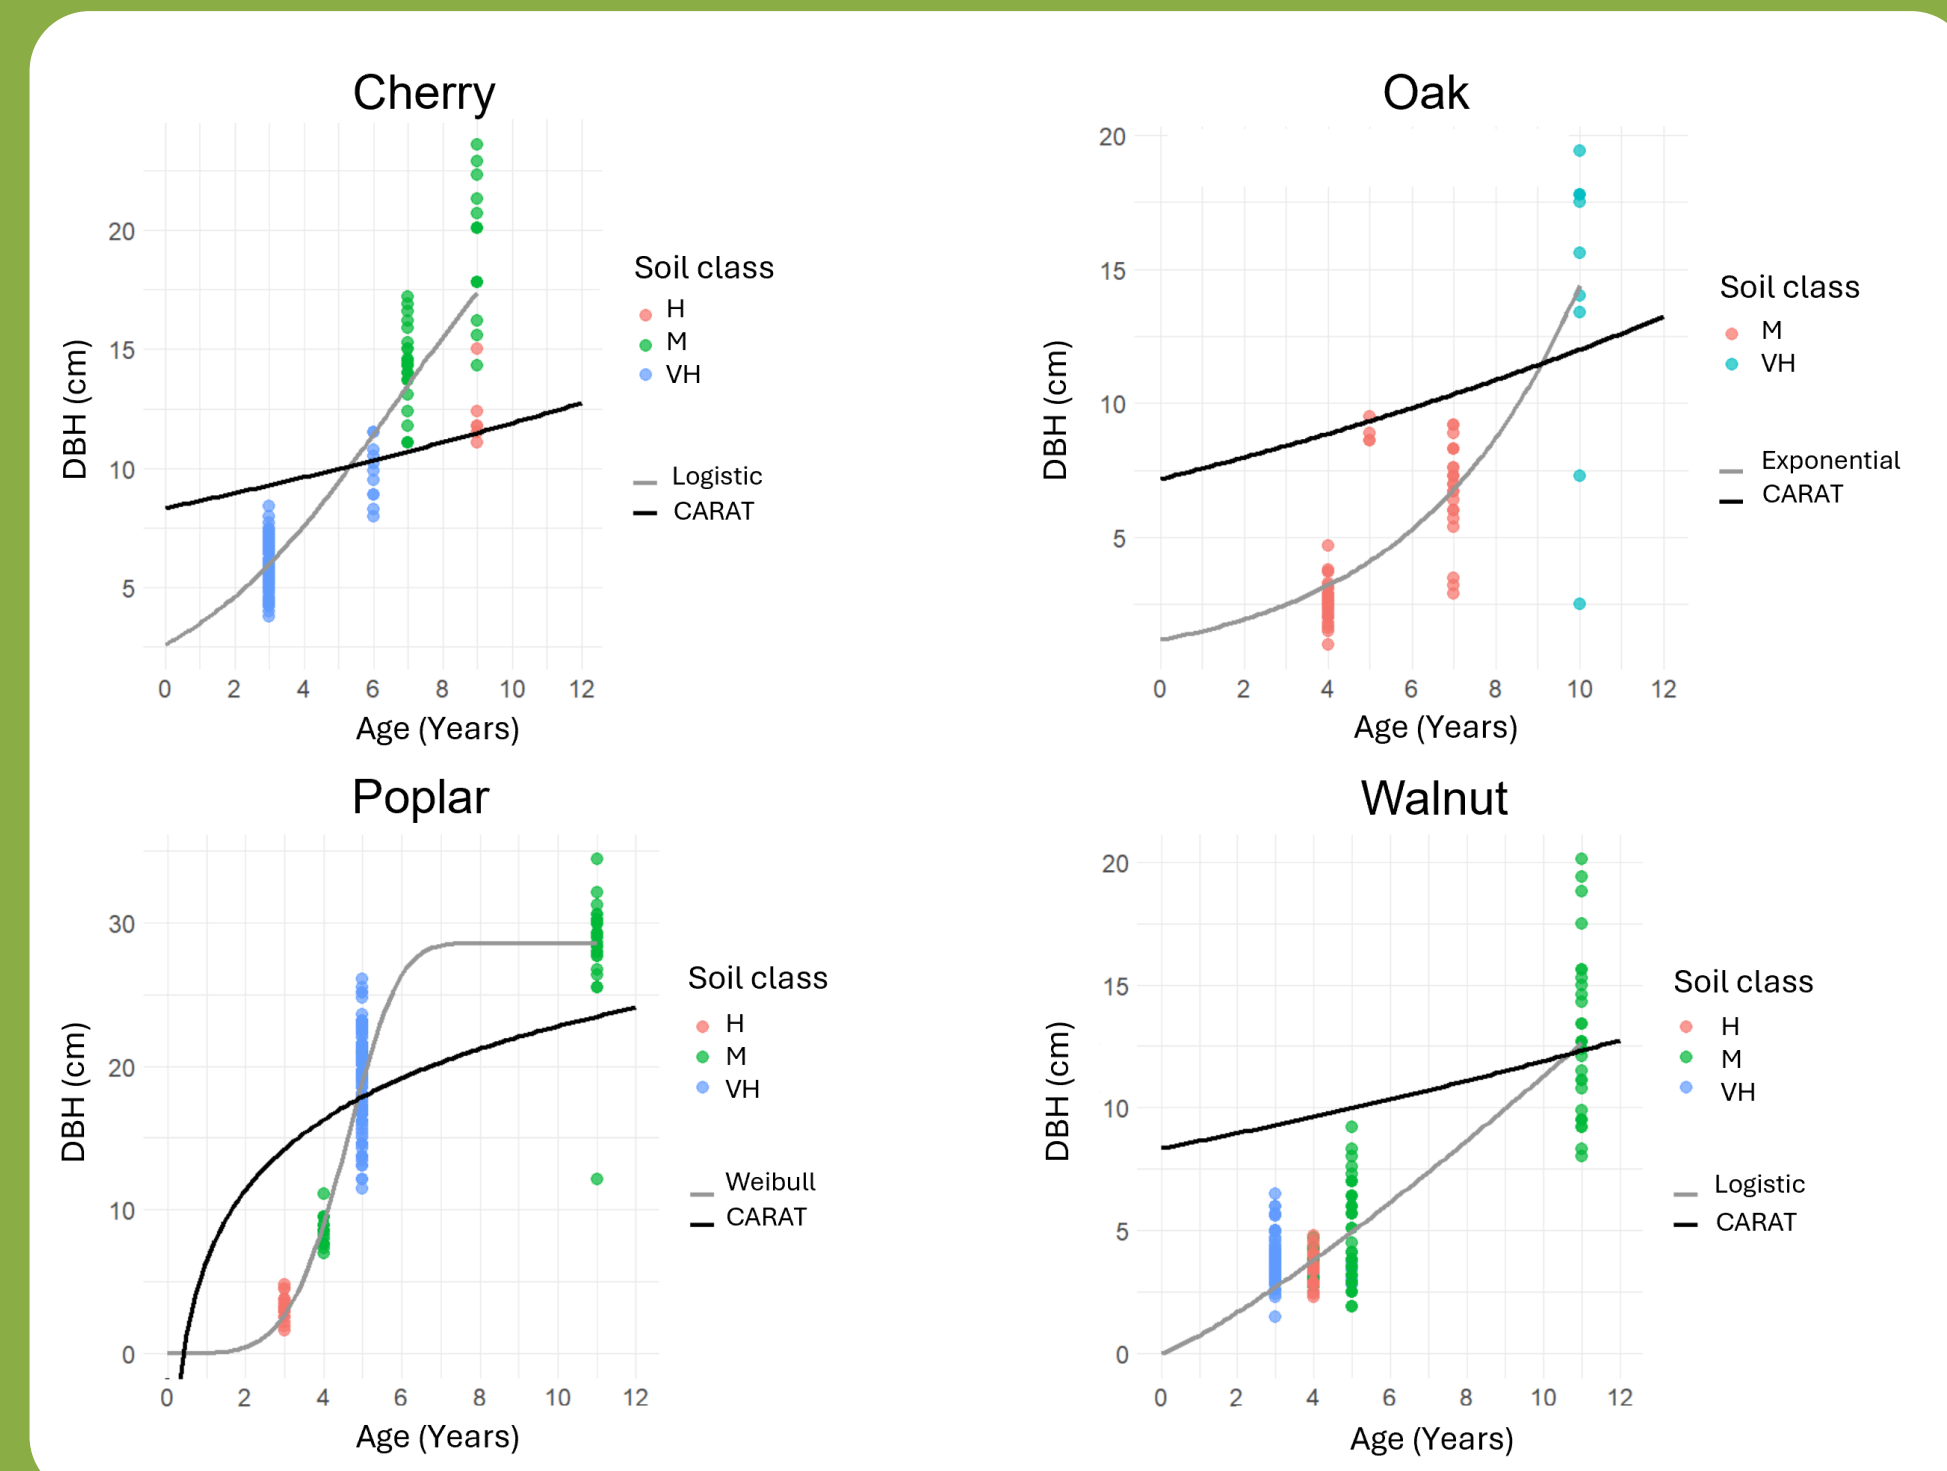 Cherry
20
15
10
5
0 2 4 6 8 10 12
DBH (cm)
Age (Years)
Soil class
H
M
VH
Logistic
CARAT
Oak
20
15
10
5
0 2 4 6 8 10 12
DBH (cm)
Age (Years)
Soil class
M
VH
Exponential
CARAT
Poplar
30
20
10
0
0 2 4 6 8 10 12
DBH (cm)
Age (Years)
Soil class
H
M
VH
Weibull
CARAT
Walnut
20
15
10
5
0
0 2 4 6 8 10 12
DBH (cm)
Age (Years)
Soil class
H
M
VH
Logistic
CARAT